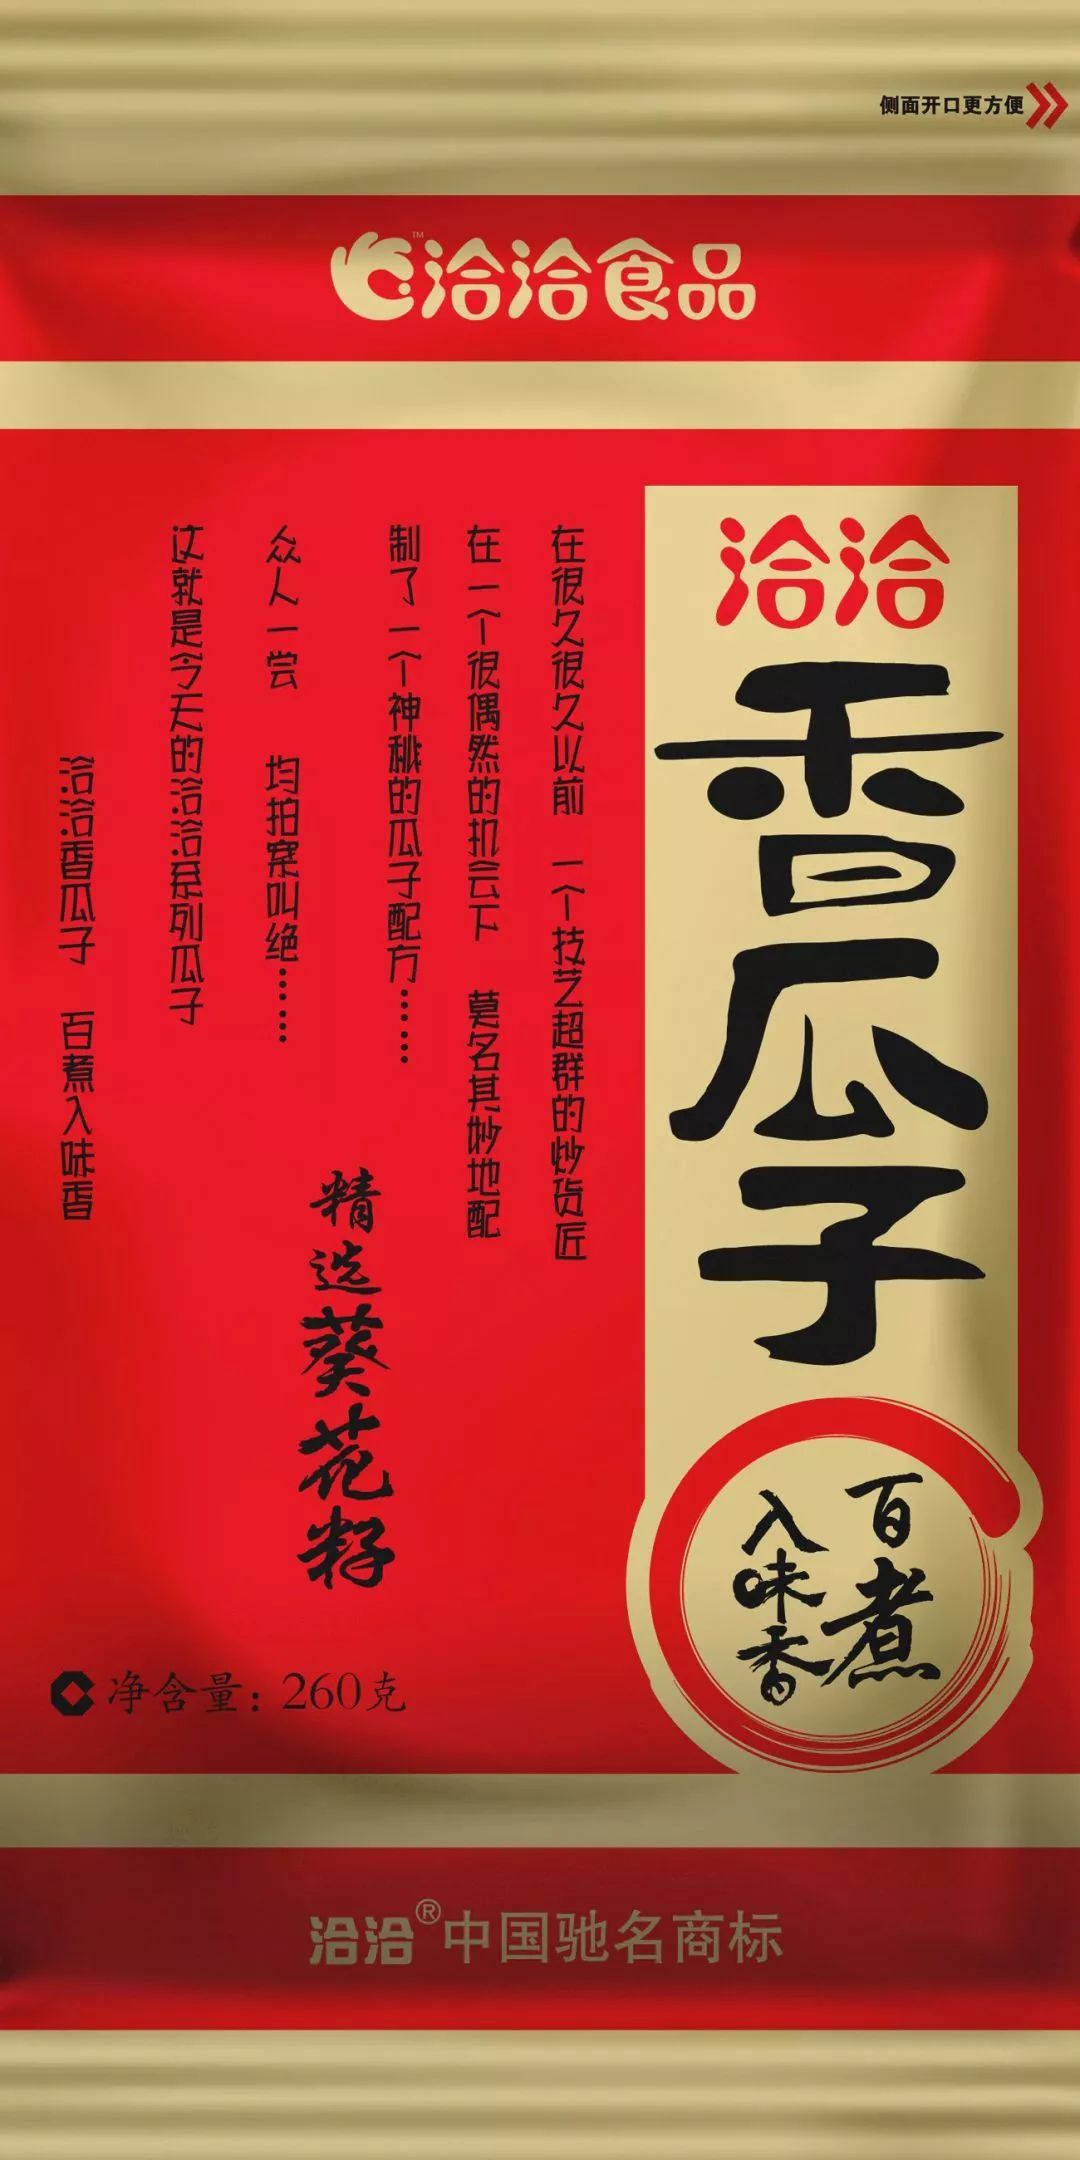 侧面开口更方便
洽洽食品
洽洽
香瓜子
百煮
入味香
在很久很久以前 一个技艺超群的炒货匠
在一个很偶然的机会下 莫名其妙地配
制了一个神秘的瓜子配方……
众人一尝 均拍案叫绝……
这就是今天的洽洽系列瓜子
洽洽香瓜子 百煮入味香
精选葵花籽
净含量：260克
洽洽®中国驰名商标